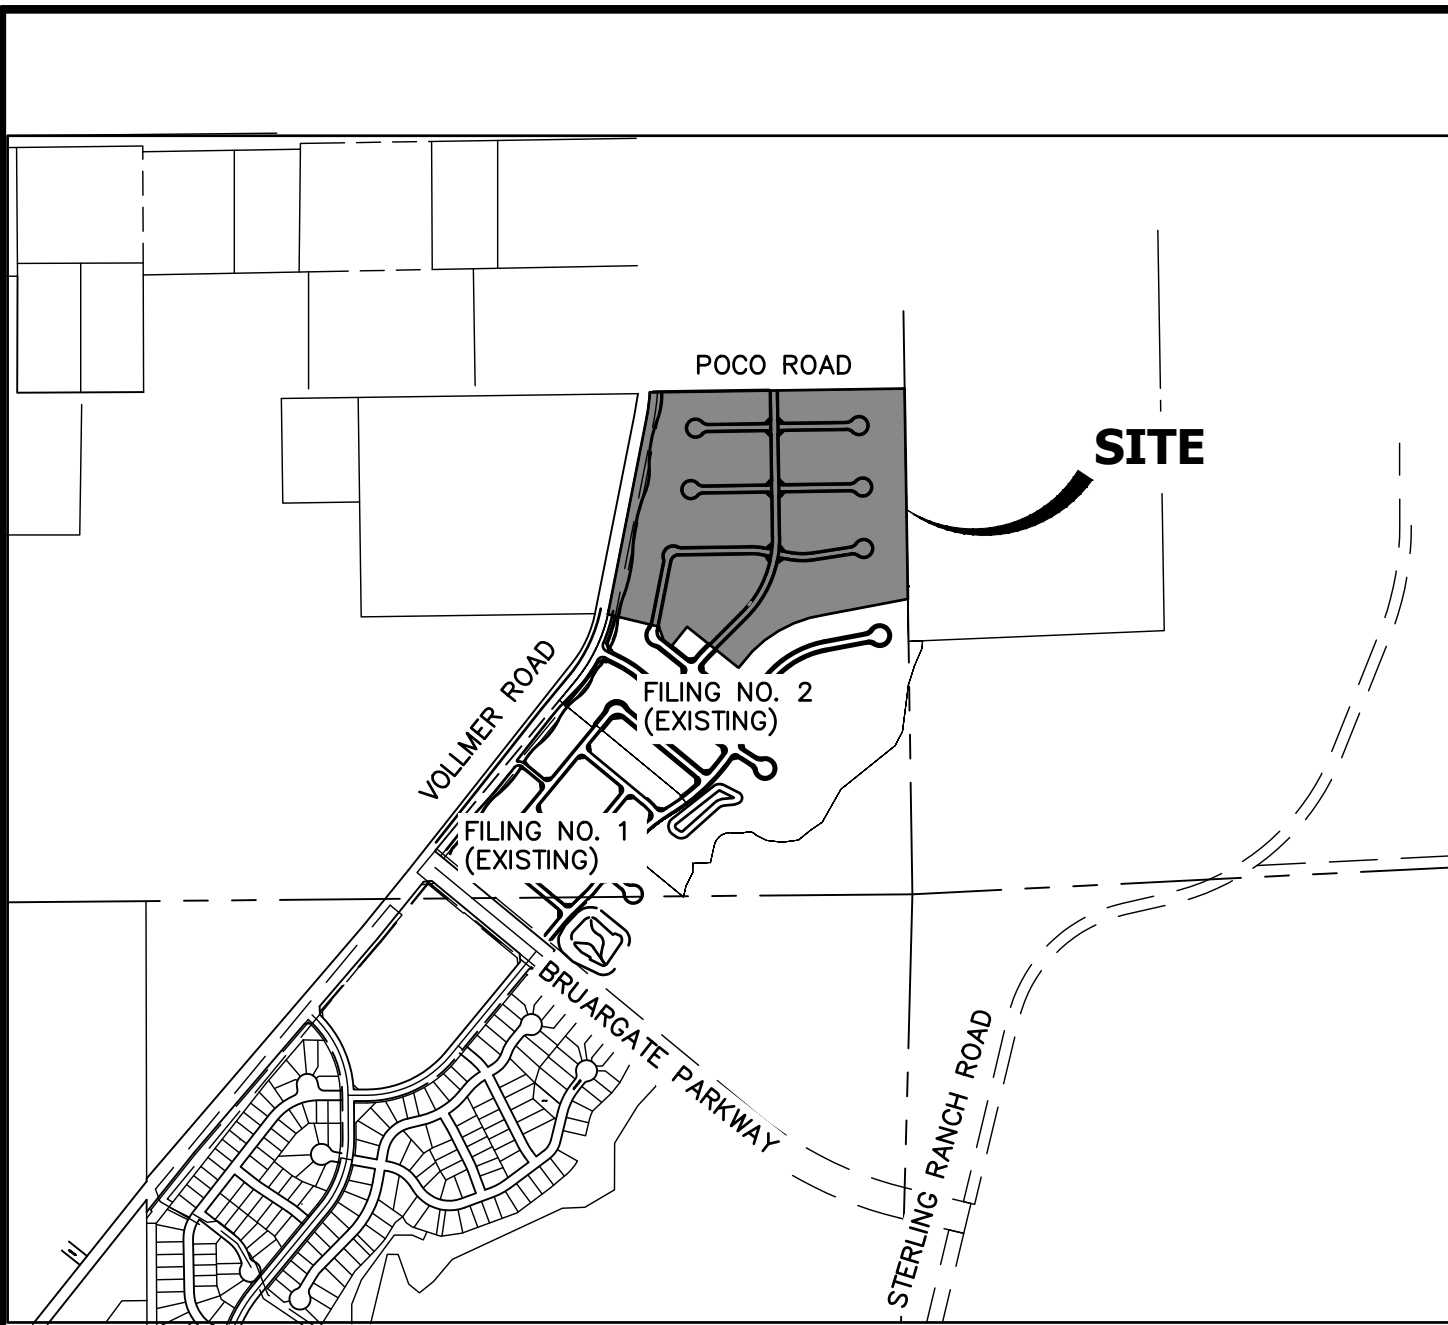 POCO ROAD
SITE
VOLLMER ROAD
FILING NO. 2
(EXISTING)
FILING NO. 1
(EXISTING)
BRUARGATE PARKWAY
STERLING RANCH ROAD